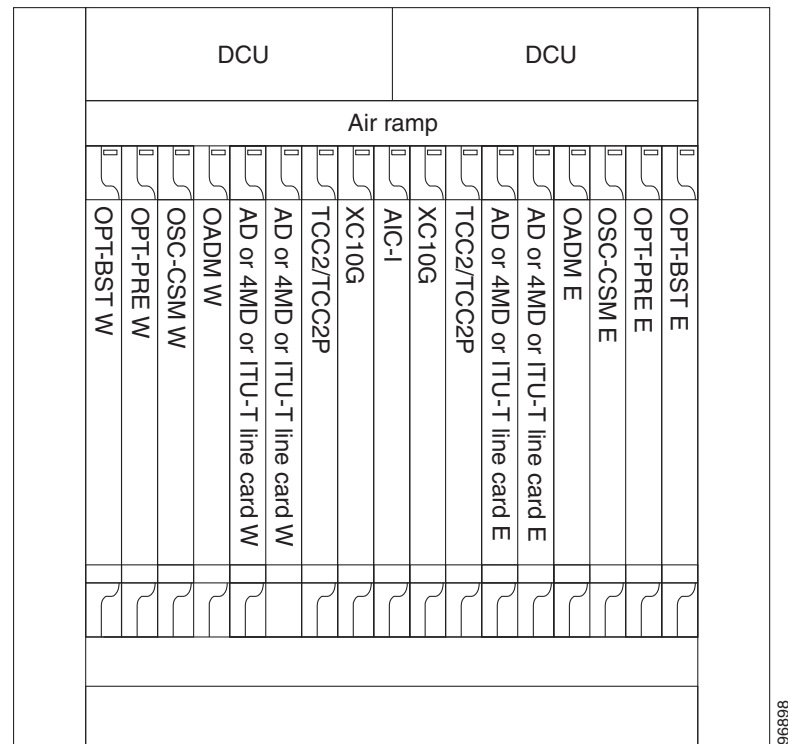 DCU
DCU
Air ramp
OPT-BST W
OPT-PRE W
OSC-CSM W
OADM W
AD or 4MD or ITU-T line card W
AD or 4MD or ITU-T line card W
TCC2/TCC2P
XC10G
AIC-I
XC10G
TCC2/TCC2P
AD or 4MD or ITU-T line card E
AD or 4MD or ITU-T line card E
OADM E
OSC-CSM E
OPT-PRE E
OPT-BST E
96898